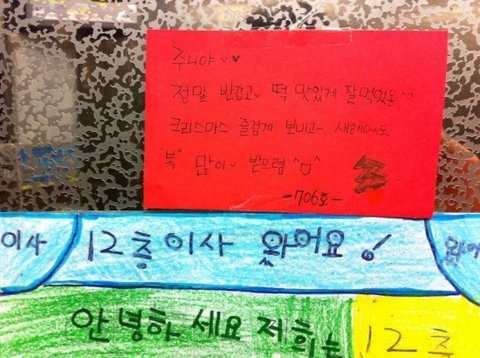 주니야~♥
정말 반갑고~ 떡 맛있게 잘먹었옹^^
크리스마스 즐겁게 보내고~ 새해에도
"복" 많이~ 받으렴 ^o^
-706호-
이사 12층이사 왔어요!
안녕하세요 저희는 12층